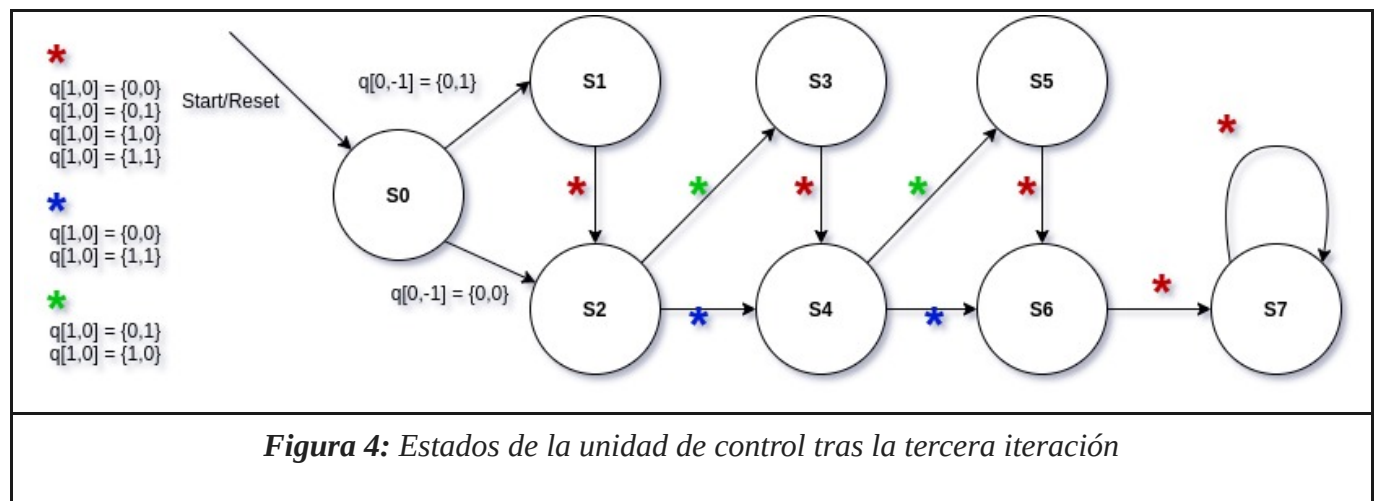 *
q[1,0] = {0,0}
q[1,0] = {0,1}
q[1,0] = {1,0}
q[1,0] = {1,1}
*
q[1,0] = {0,0}
q[1,0] = {1,1}
*
q[1,0] = {0,1}
q[1,0] = {1,0}
Start/Reset
q[0,-1] = {0,1}
q[0,-1] = {0,0}
S0
S1
S3
S5
*
*
*
*
*
*
S2
*
S4
*
S6
*
S7
Figura 4: Estados de la unidad de control tras la tercera iteración